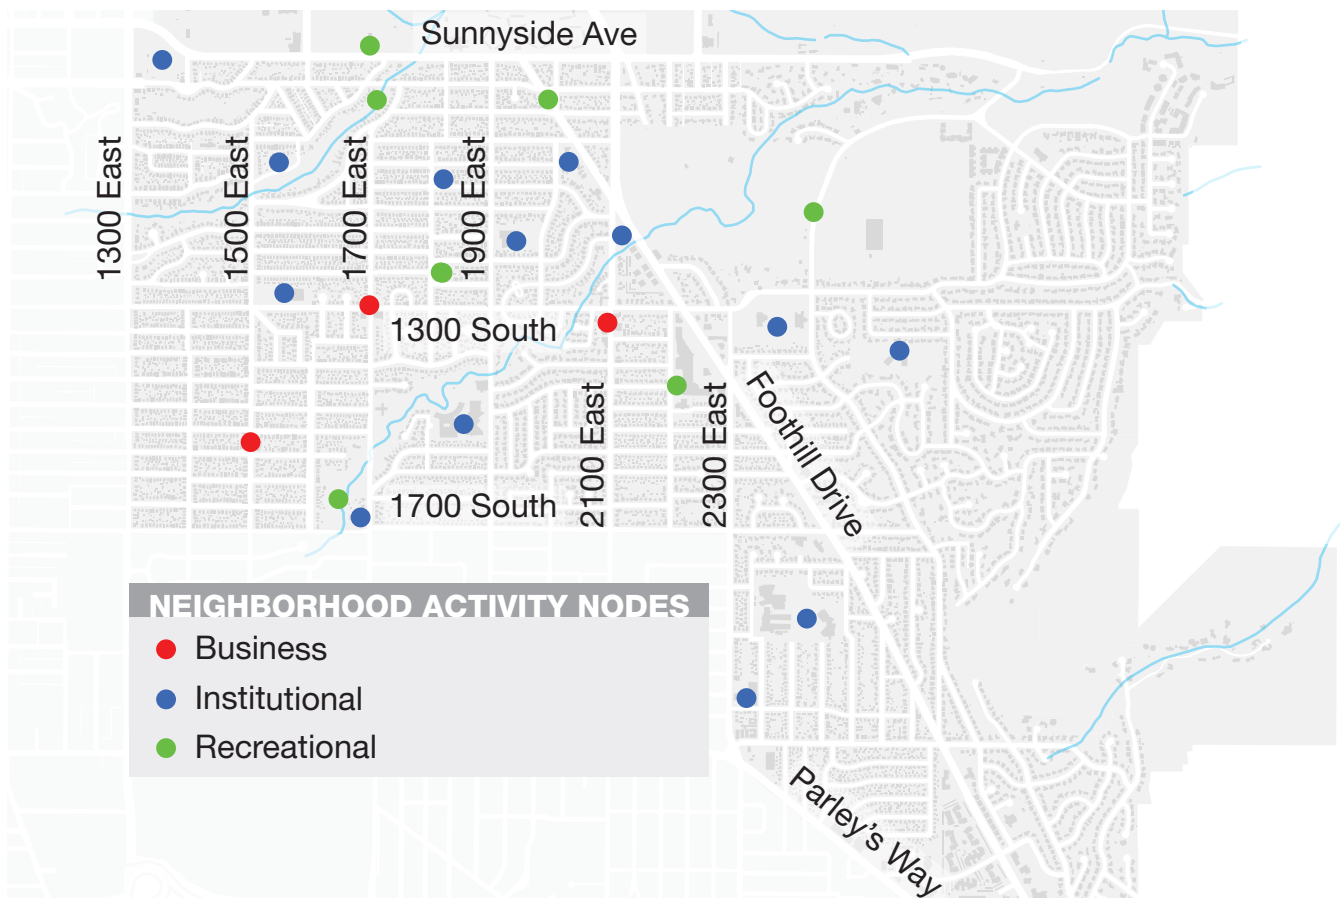 Sunnyside Ave
1300 East
1500 East
1700 East
1900 East
1300 South
2100 East
2300 East
Foothill Drive
1700 South
NEIGHBORHOOD ACTIVITY NODES
Business
Institutional
Recreational
Parley's Way